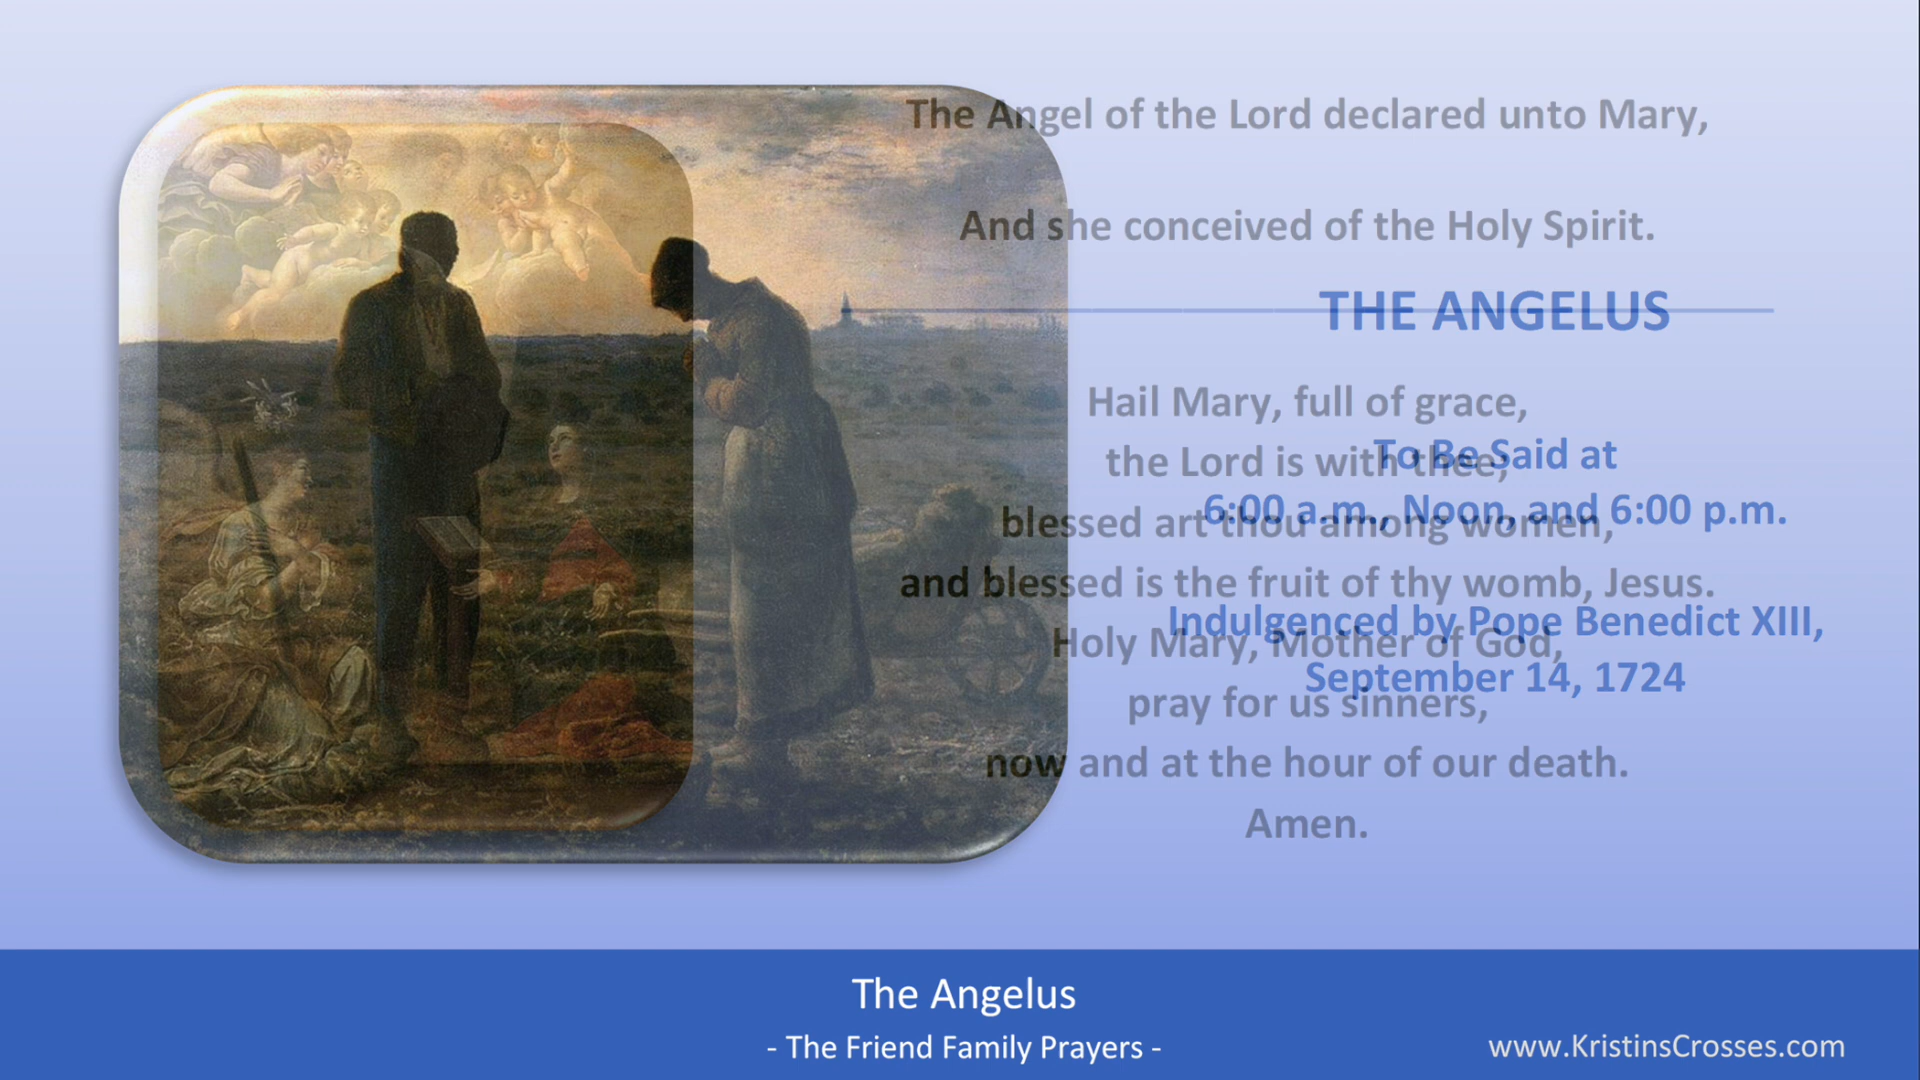 The Angel of the Lord declared unto Mary,
And she conceived of the Holy Spirit.
THE ANGELUS
Hail Mary, full of grace,
the Lord is with thee;
To Be Said at
6:00 a.m., Noon, and 6:00 p.m.
blessed art thou among women,
and blessed is the fruit of thy womb, Jesus.
Indulgenced by Pope Benedict XIII,
September 14, 1724
Holy Mary, Mother of God,
pray for us sinners,
now and at the hour of our death.
Amen.
The Angelus
- The Friend Family Prayers -
www.KristinsCrosses.com